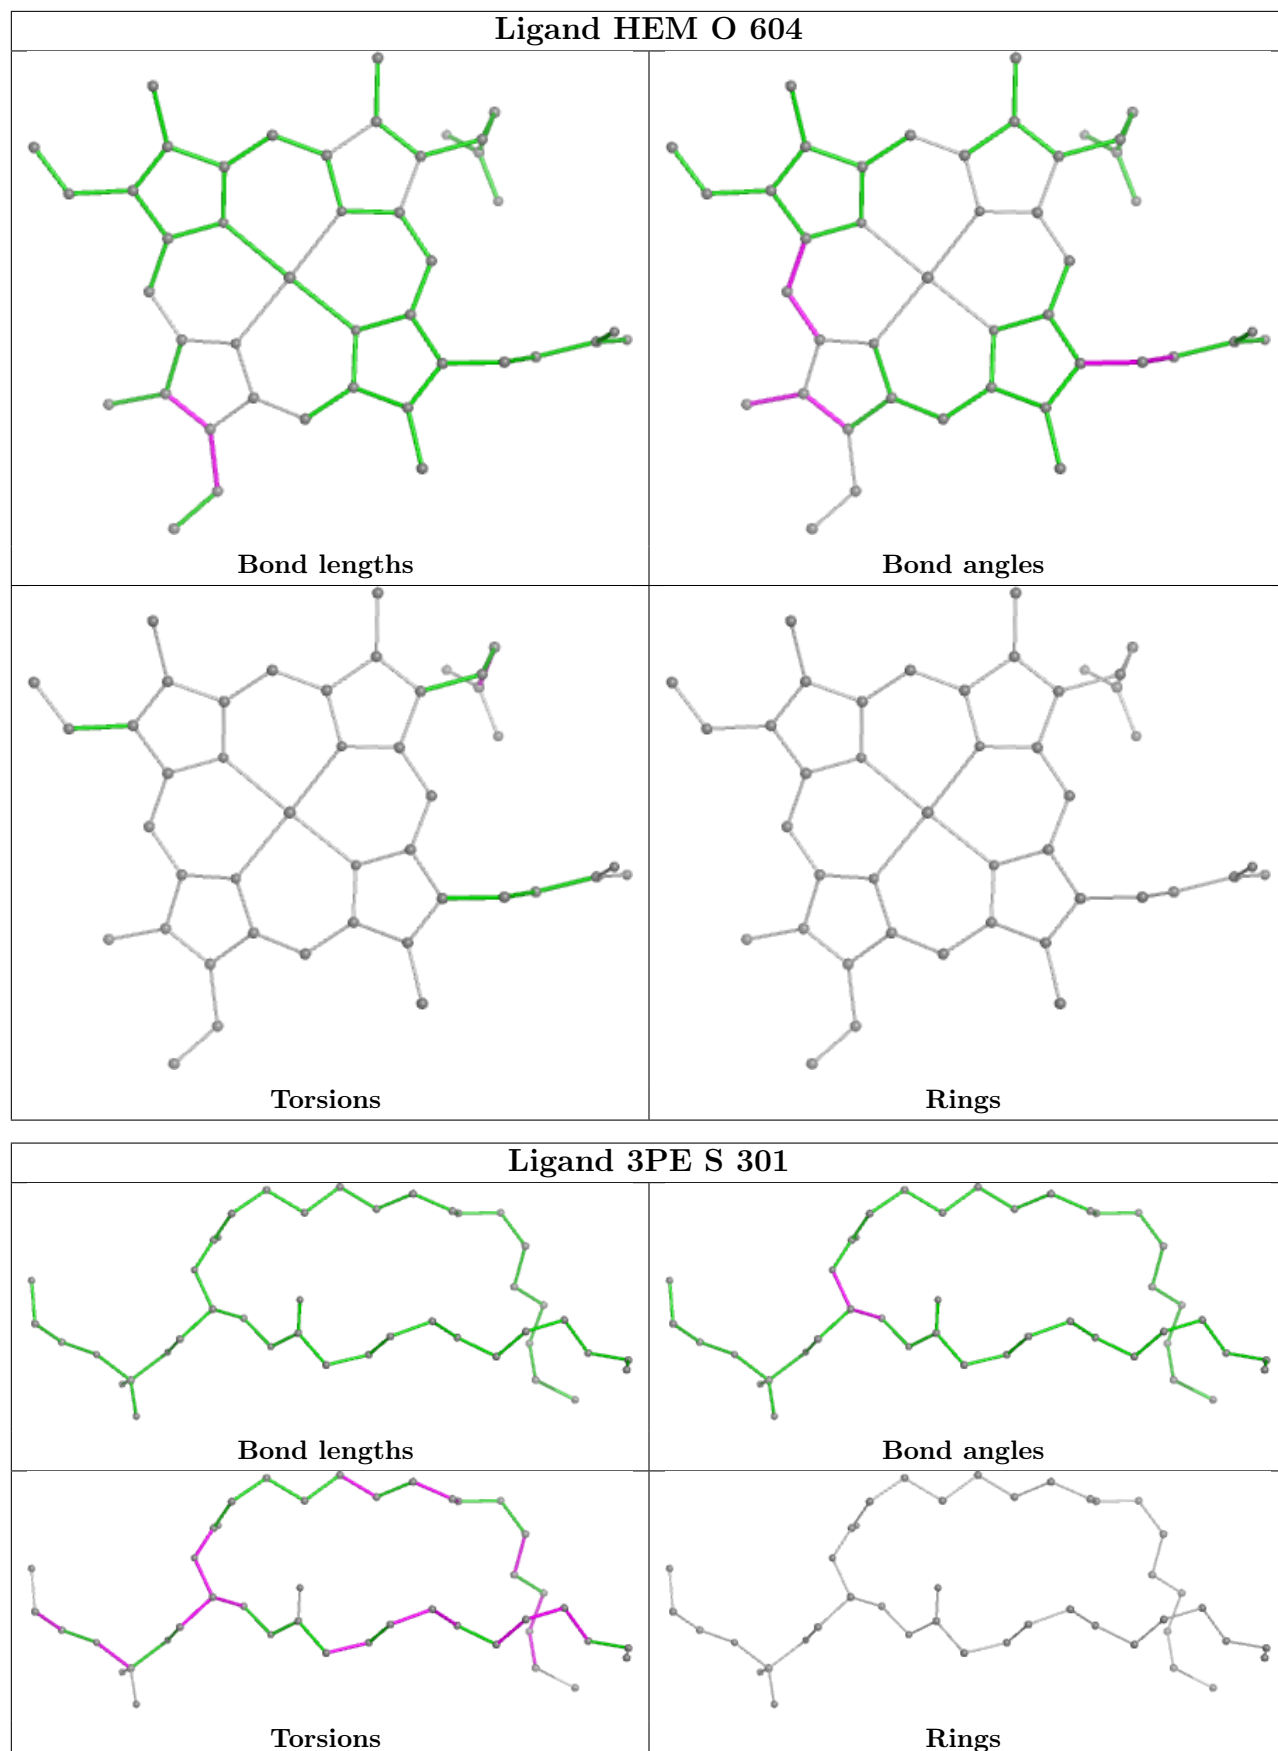 Ligand HEM O 604
Bond lengths
Bond angles
Torsions
Rings
Ligand 3PE S 301
Bond lengths
Bond angles
Torsions
Rings